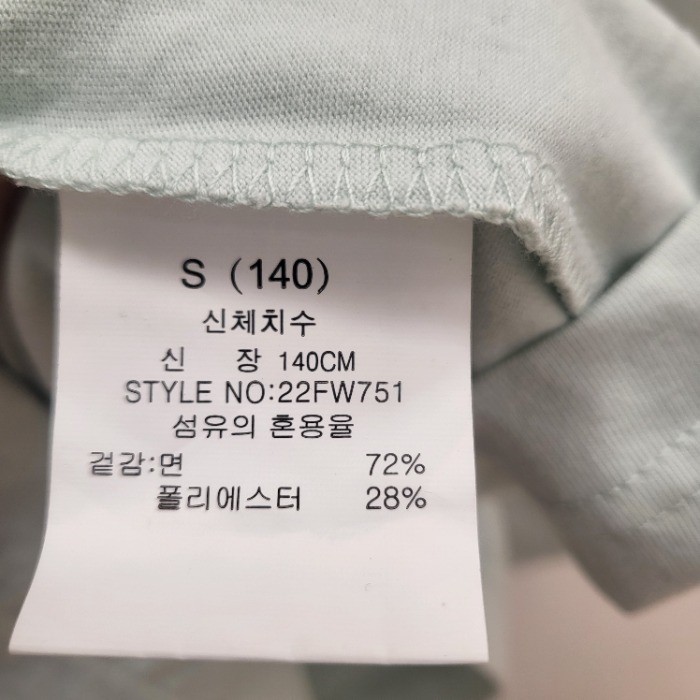 S (140)
신체치수
신 장 140CM
STYLE NO:22FW751
섬유의 혼용율
겉감:면 72%
폴리에스터 28%